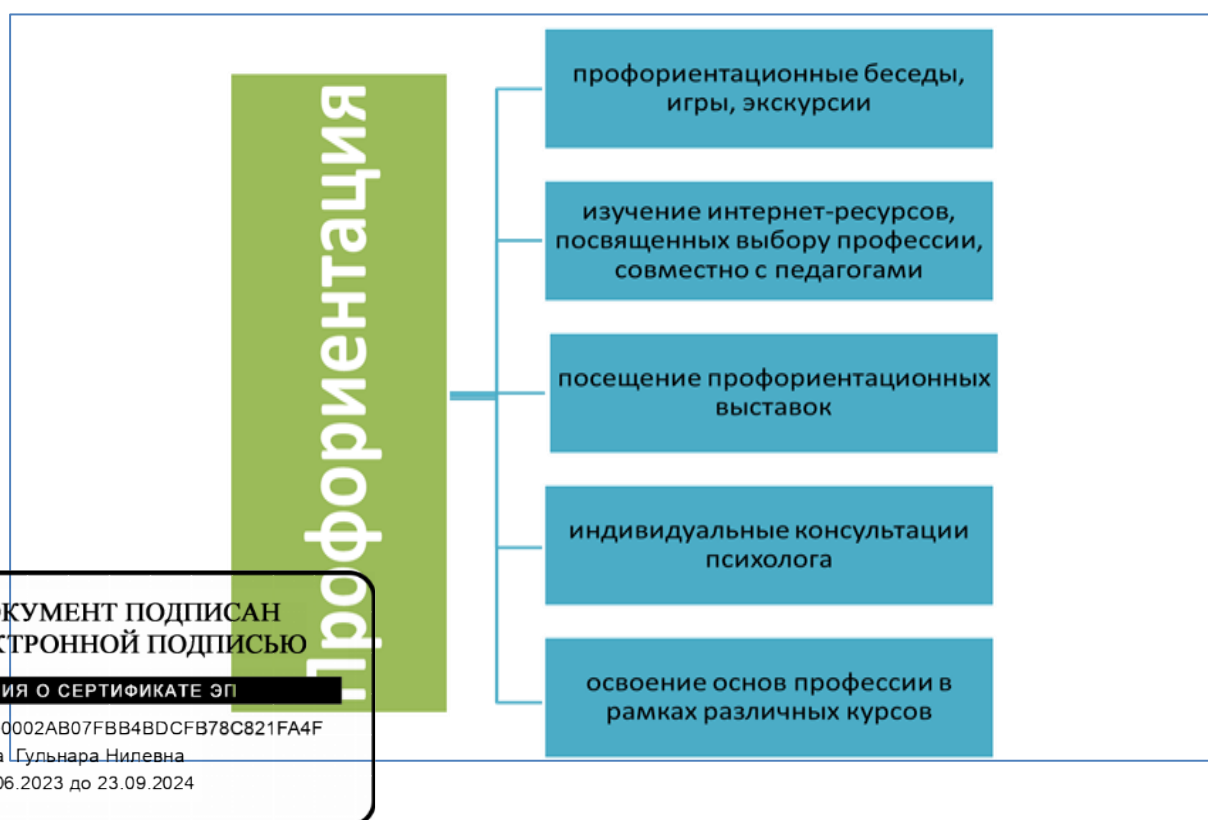 Профориентация
профориентационные беседы,
игры, экскурсии
изучение интернет-ресурсов,
посвященных выбору профессии,
совместно с педагогами
посещение профориентационных
выставок
индивидуальные консультации
психолога
освоение основ профессии в
рамках различных курсов
ОКУМЕНТ ПОДПИСАН
КТРОННОЙ ПОДПИСЬЮ
ИЯ О СЕРТИФИКАТЕ ЭП
0002AB07FBB4BDCFB78C821FA4F
а Гульнара Нилевна
06.2023 до 23.09.2024